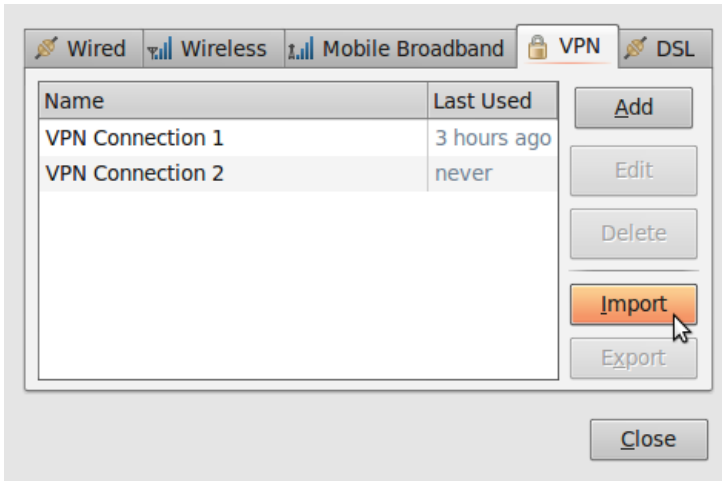 Wired Wireless Mobile Broadband VPN DSL
Name Last Used
Add
VPN Connection 1 3 hours ago
VPN Connection 2 never
Edit
Delete
Import
Export
Close